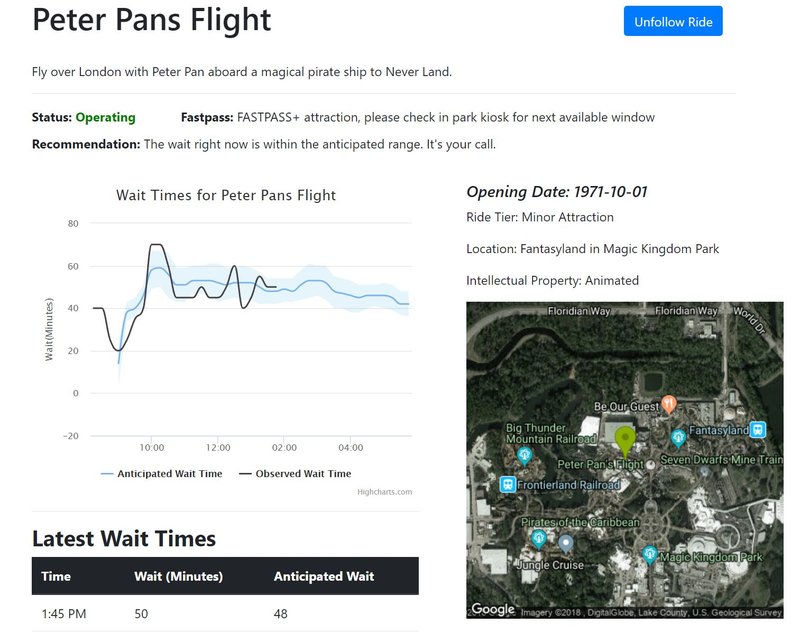 Peter Pans Flight
Unfollow Ride
Fly over London with Peter Pan aboard a magical pirate ship to Never Land.
Status: Operating
Fastpass: FASTPASS+ attraction, please check in park kiosk for next available window
Recommendation: The wait right now is within the anticipated range. It's your call.
Wait Times for Peter Pans Flight
Wait(Minutes)
80
60
40
20
0
-20
10:00
12:00
02:00
04:00
Anticipated Wait Time
Observed Wait Time
Highcharts.com
Opening Date: 1971-10-01
Ride Tier: Minor Attraction
Location: Fantasyland in Magic Kingdom Park
Intellectual Property: Animated
Floridian Way
Floridian Way
World Dr
Be Our Guest
Big Thunder
Mountain Railroad
Fantasyland
Peter Pan's Flight
Seven Dwarfs Mine Train
Frontierland Railroad
Pirates of the Caribbean
Jungle Cruise
Magic Kingdom Park
Google
Imagery ©2018 , DigitalGlobe, Lake County, U.S. Geological Survey
Latest Wait Times
Time Wait (Minutes) Anticipated Wait
1:45 PM 50 48